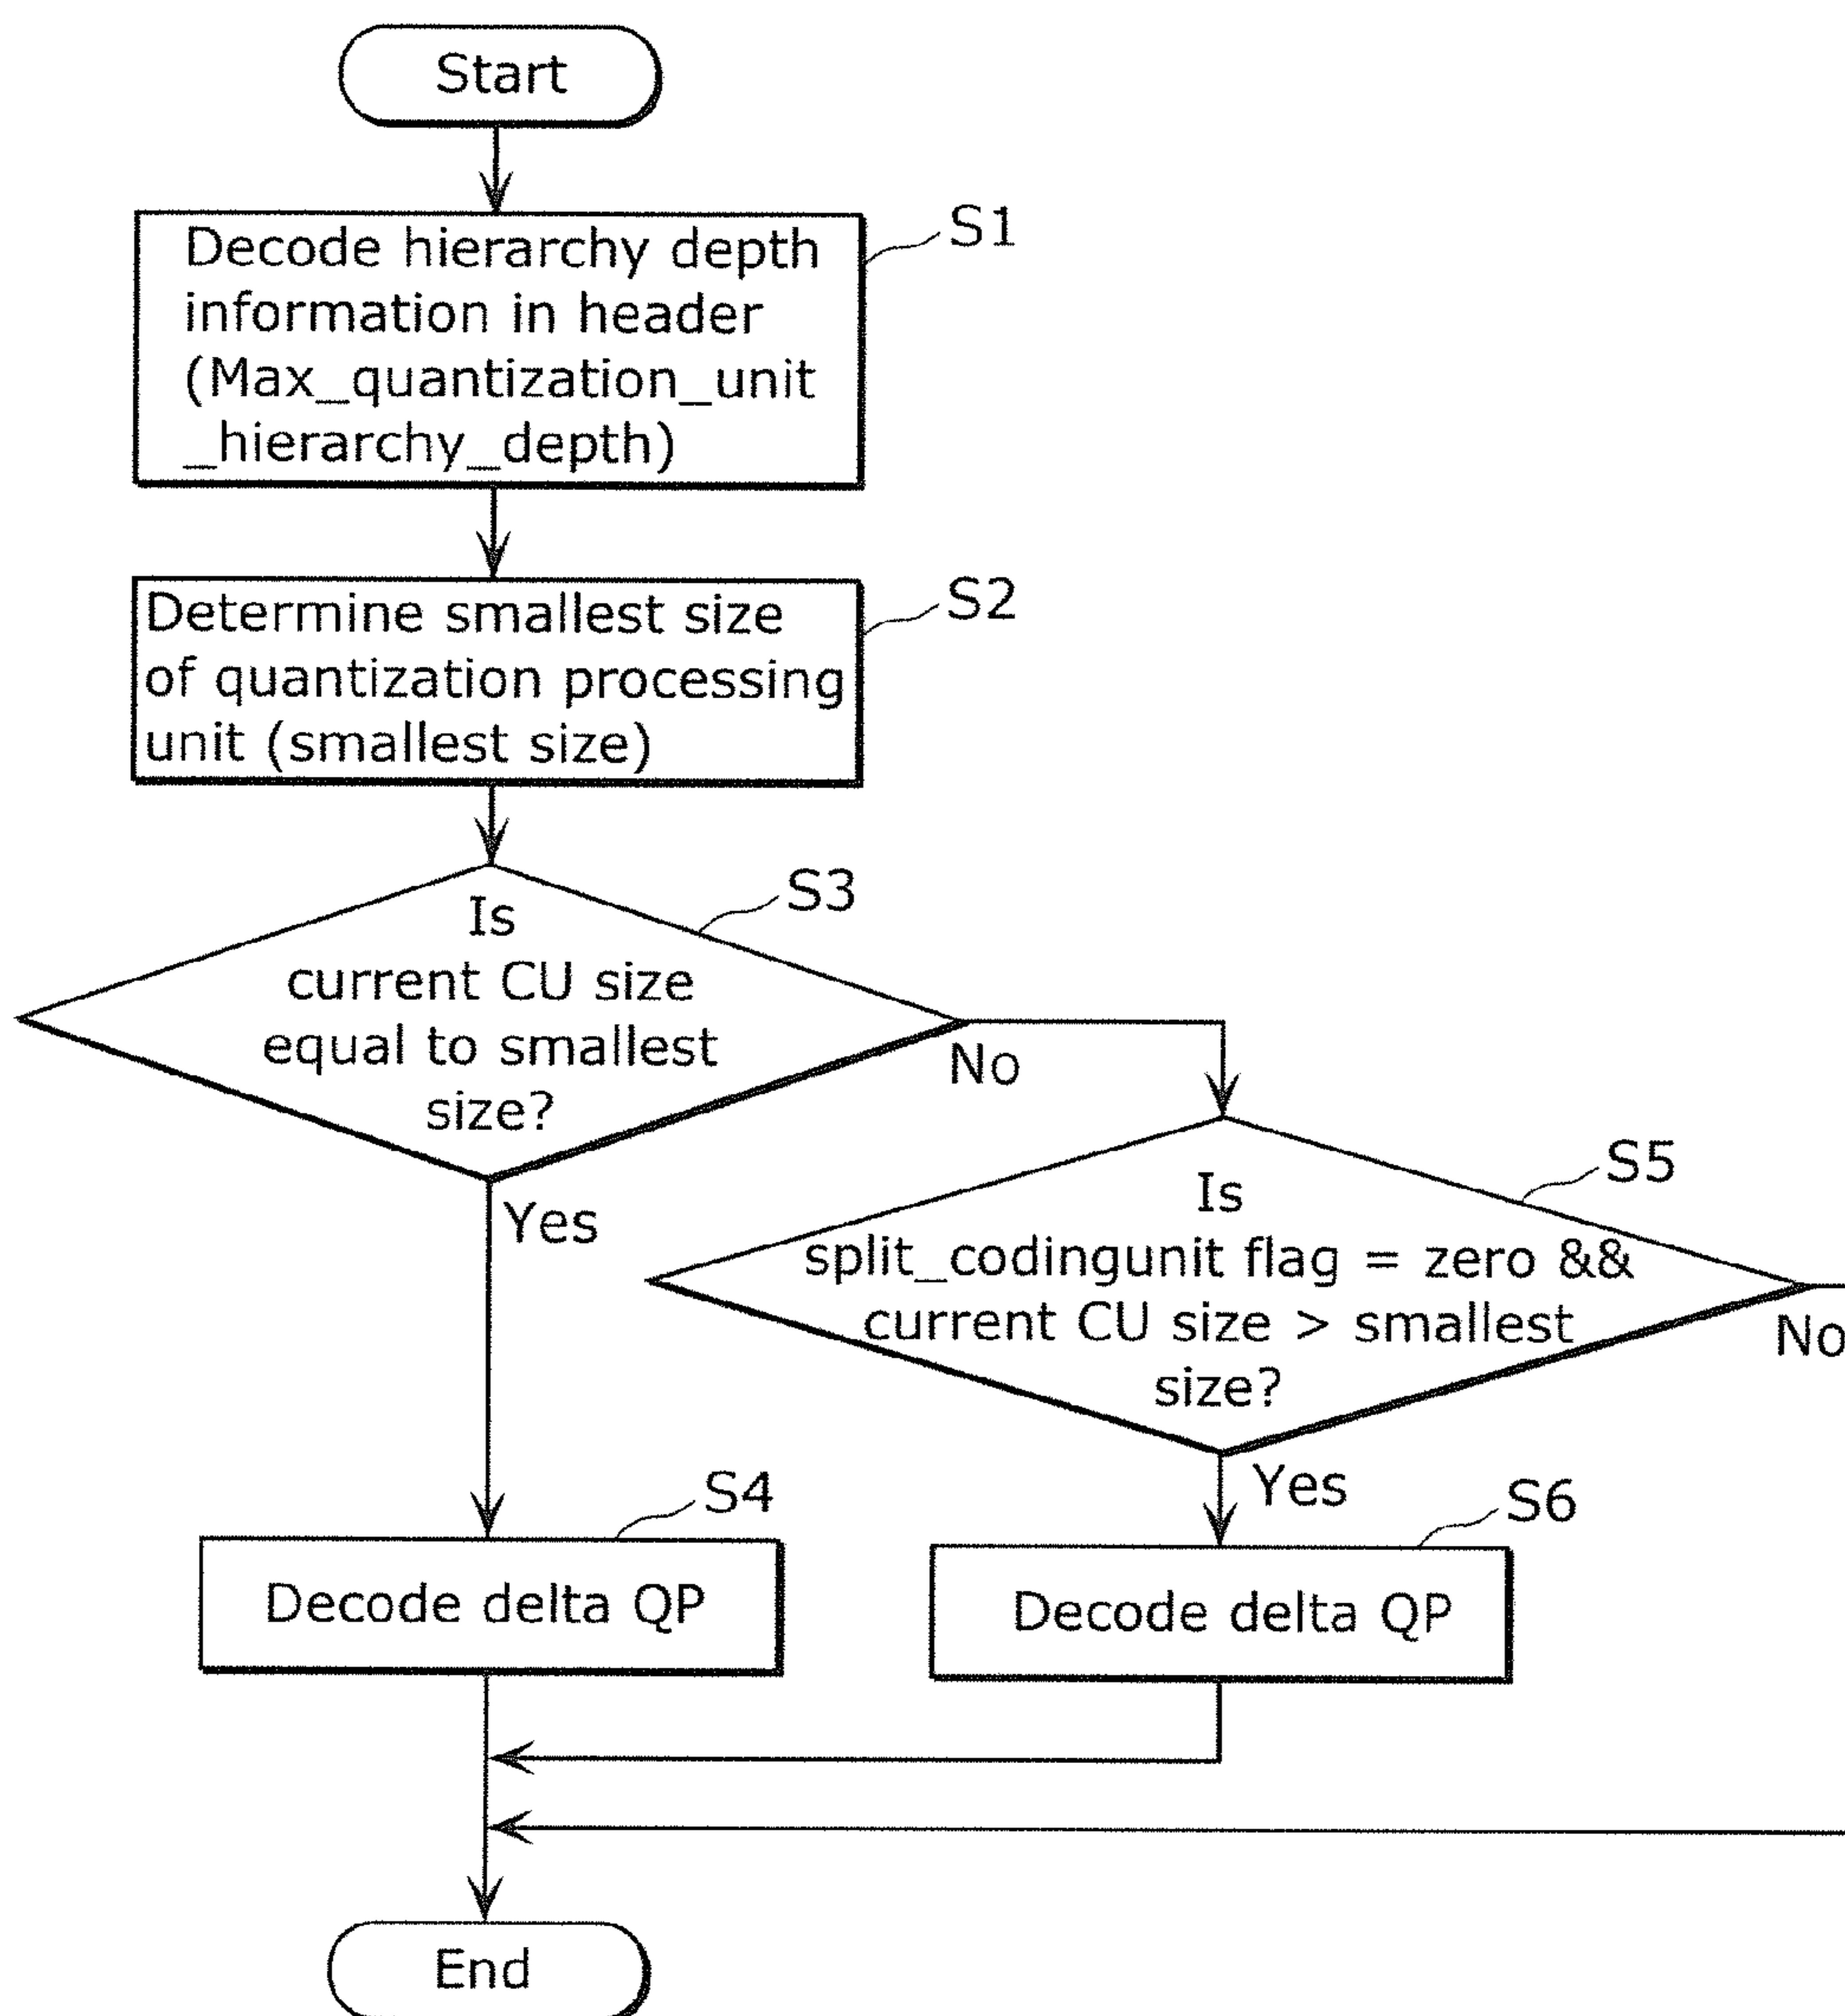 Start
Decode hierarchy depth
information in header
(Max_quantization_unit
_hierarchy_depth)
S1
Determine smallest size
of quantization processing
unit (smallest size)
S2
Is
current CU size
equal to smallest
size?
S3
No
Yes
Is
split_codingunit flag = zero &&
current CU size > smallest
size?
S5
No
Yes
S4
Decode delta QP
S6
Decode delta QP
End